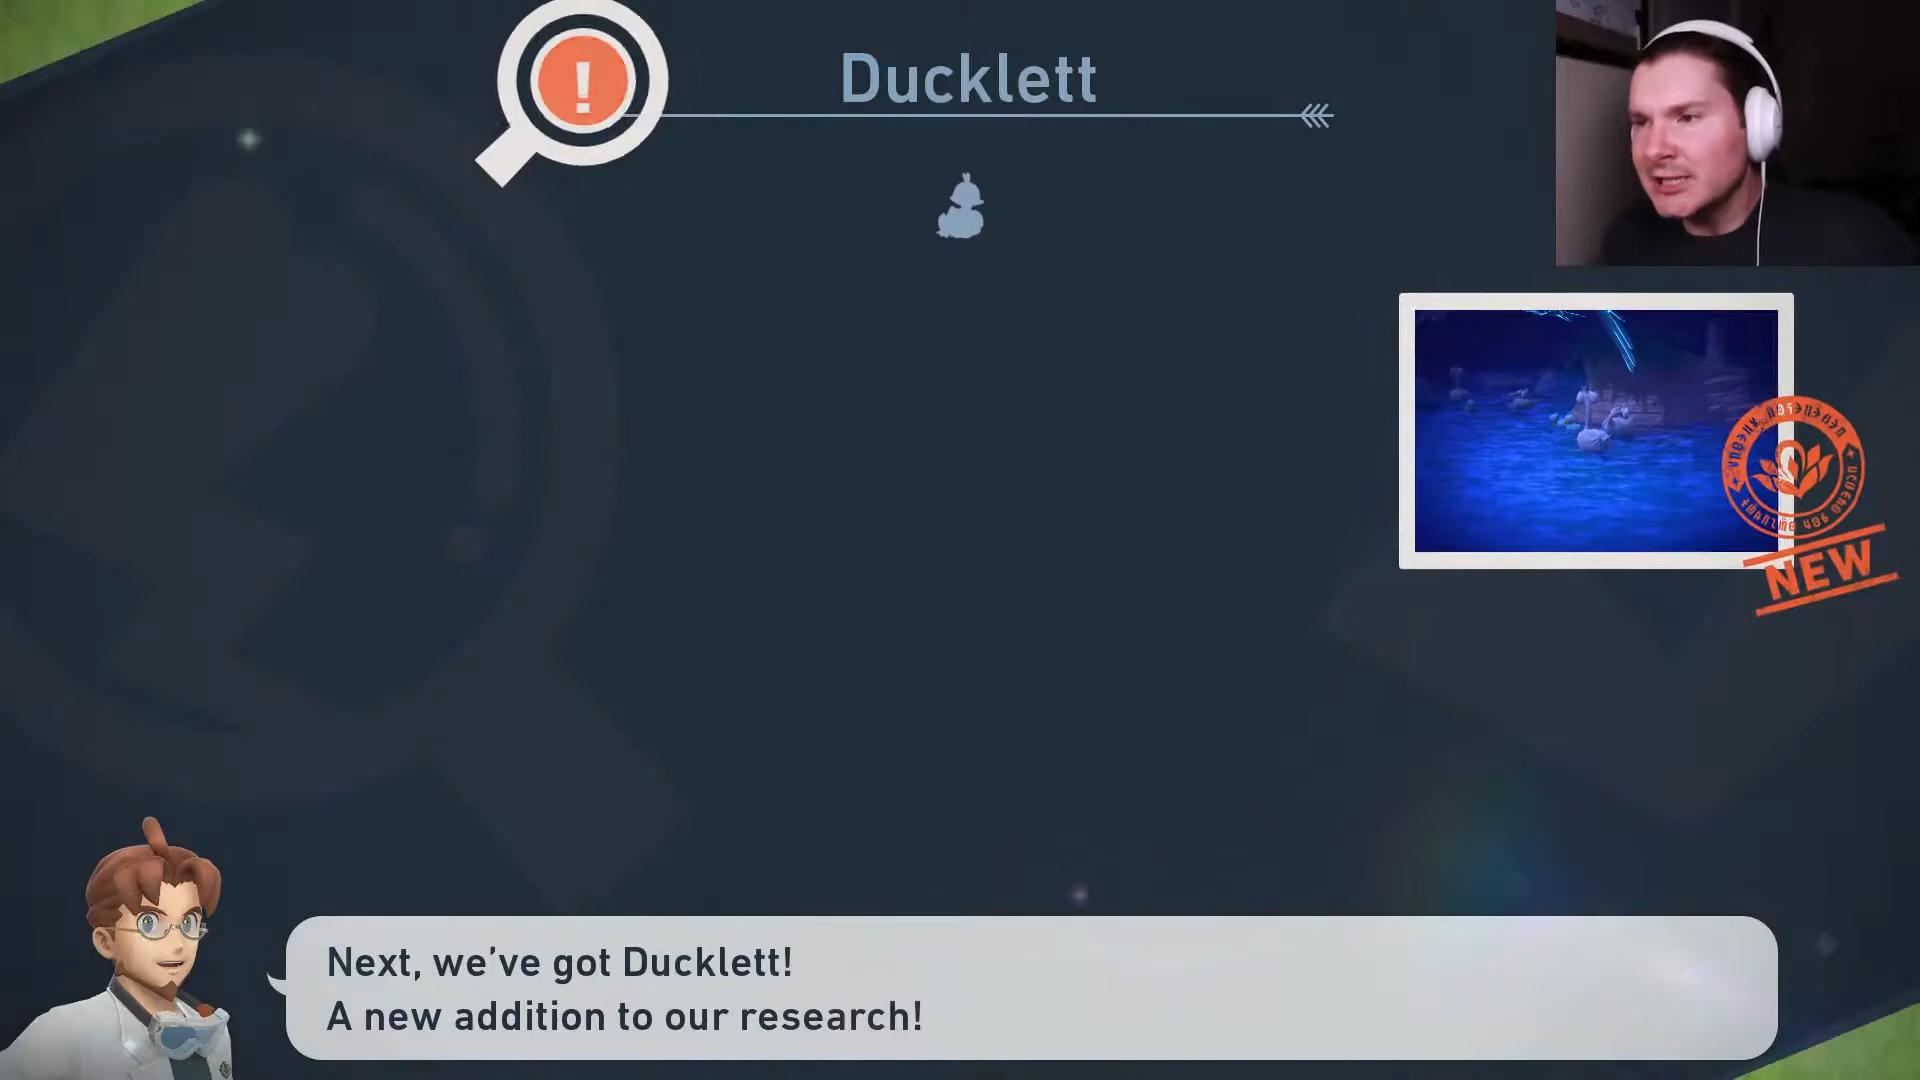 !
Ducklett
NEW
Next, we've got Ducklett!
A new addition to our research!